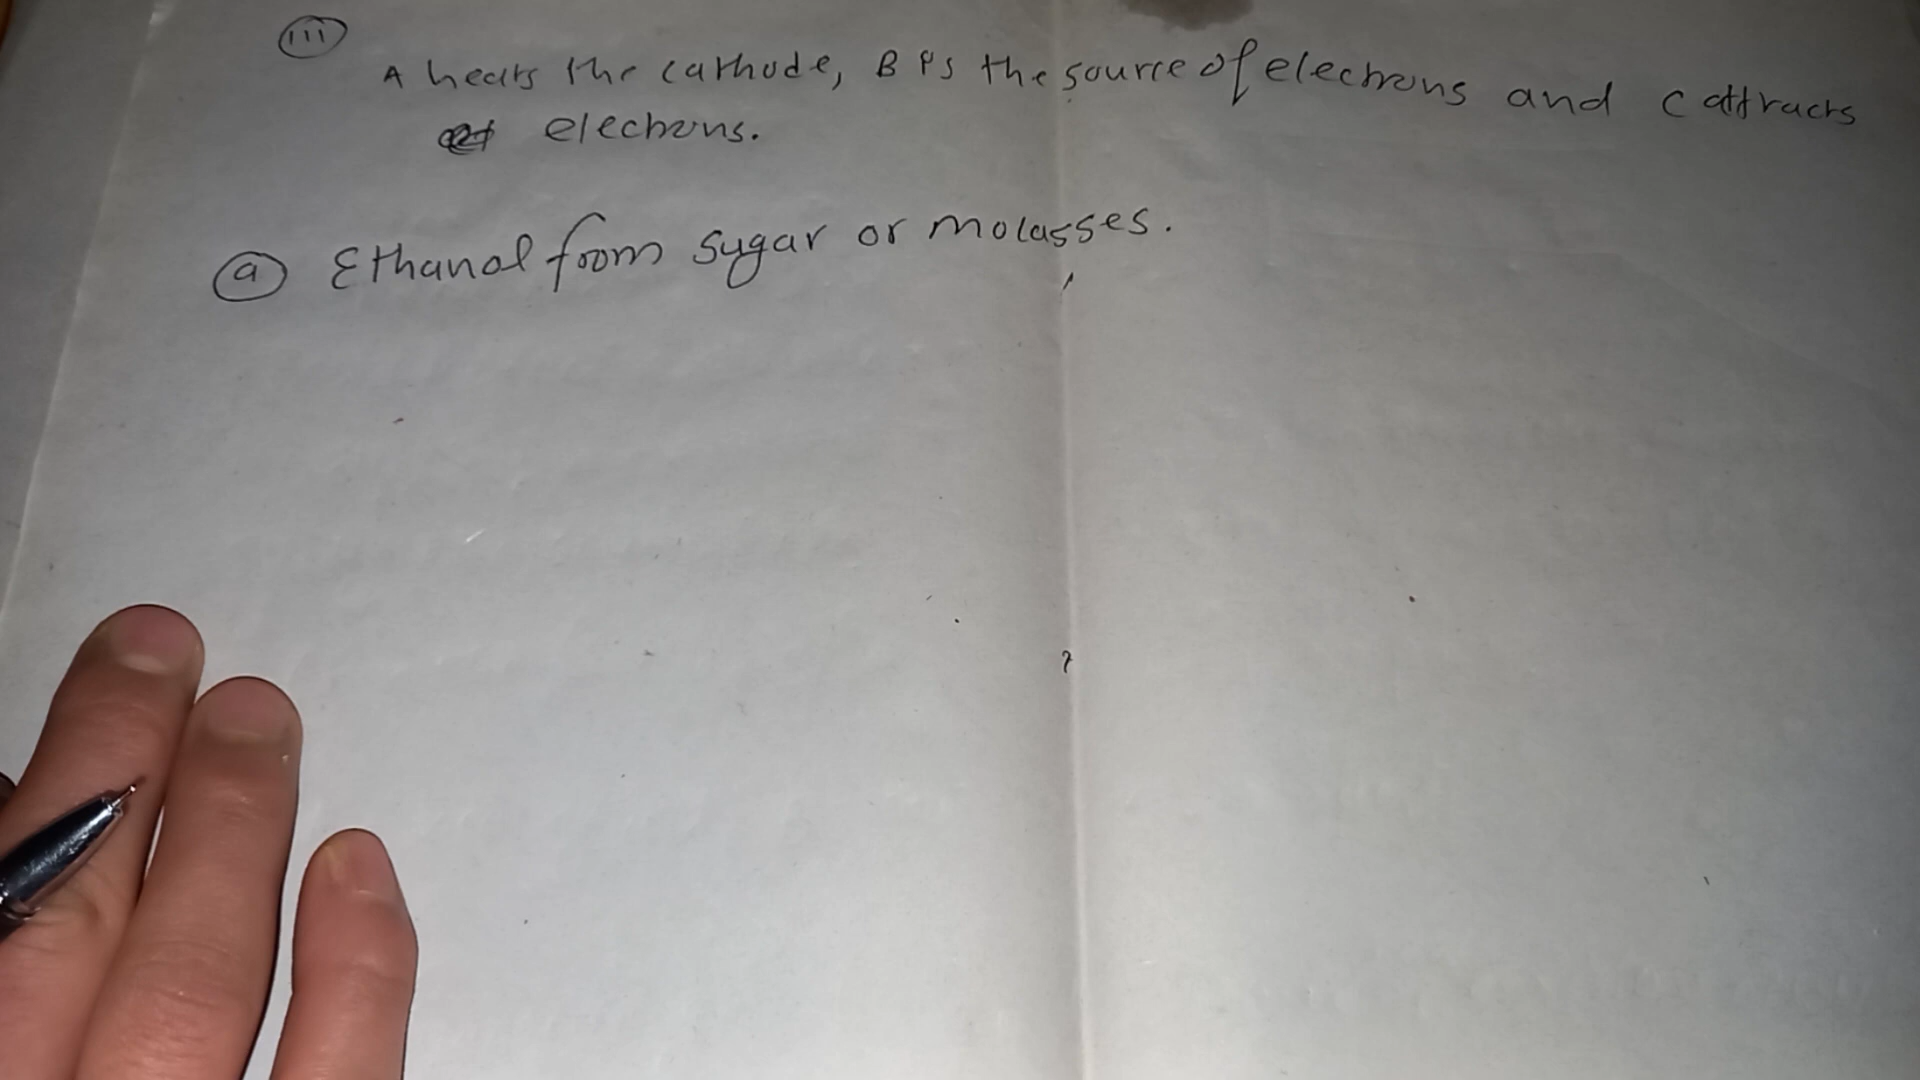 (iii)
A heats the cathode, B is the source of electrons and C attracts
electrons.
(a) Ethanol from sugar or molasses.